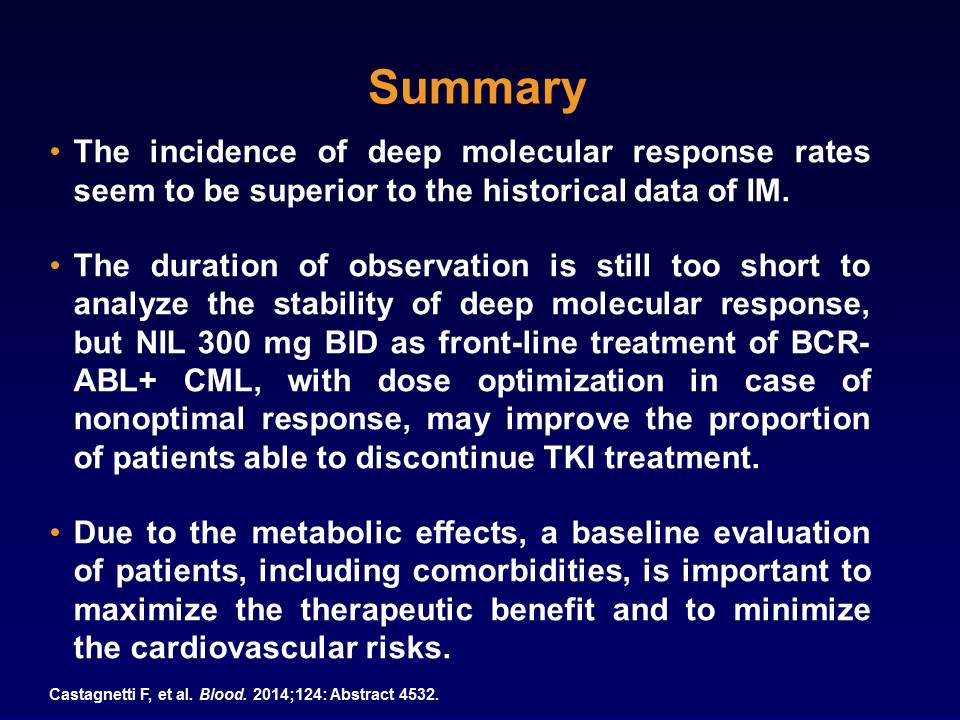 Summary
• The incidence of deep molecular response rates
seem to be superior to the historical data of IM.
• The duration of observation is still too short to
analyze the stability of deep molecular response,
but NIL 300 mg BID as front-line treatment of BCR-
ABL+ CML, with dose optimization in case of
nonoptimal response, may improve the proportion
of patients able to discontinue TKI treatment.
• Due to the metabolic effects, a baseline evaluation
of patients, including comorbidities, is important to
maximize the therapeutic benefit and to minimize
the cardiovascular risks.
Castagnetti F, et al. Blood. 2014;124: Abstract 4532.